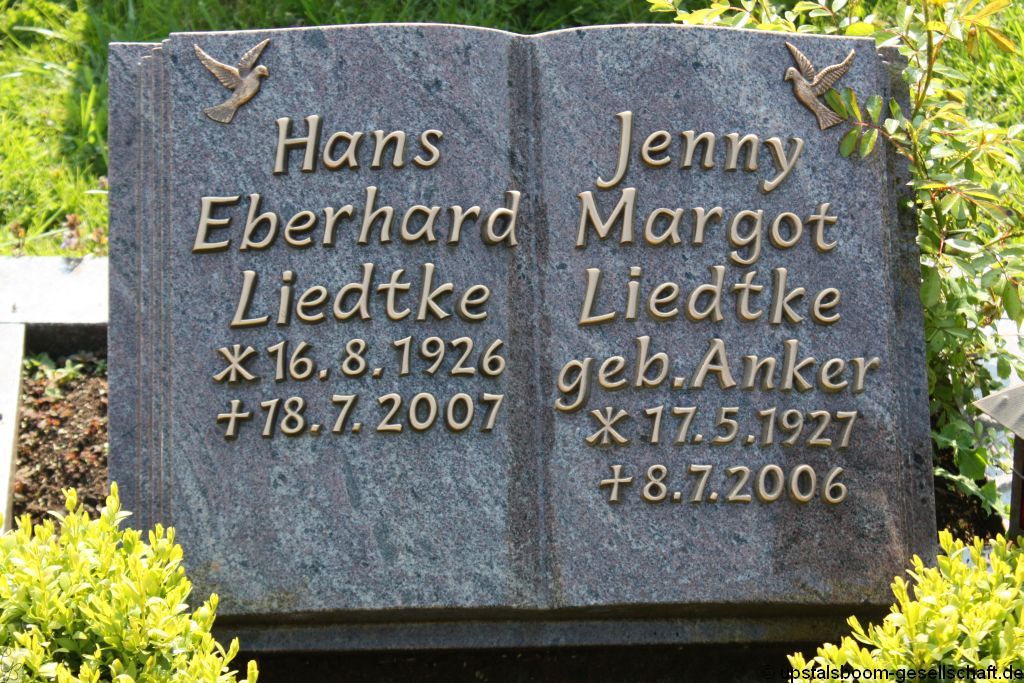 Hans
Eberhard
Liedtke
* 16.8.1926
† 18.7.2007
Jenny
Margot
Liedtke
geb. Anker
* 17.5.1927
† 8.7.2006
© upstalsboom-gesellschaft.de